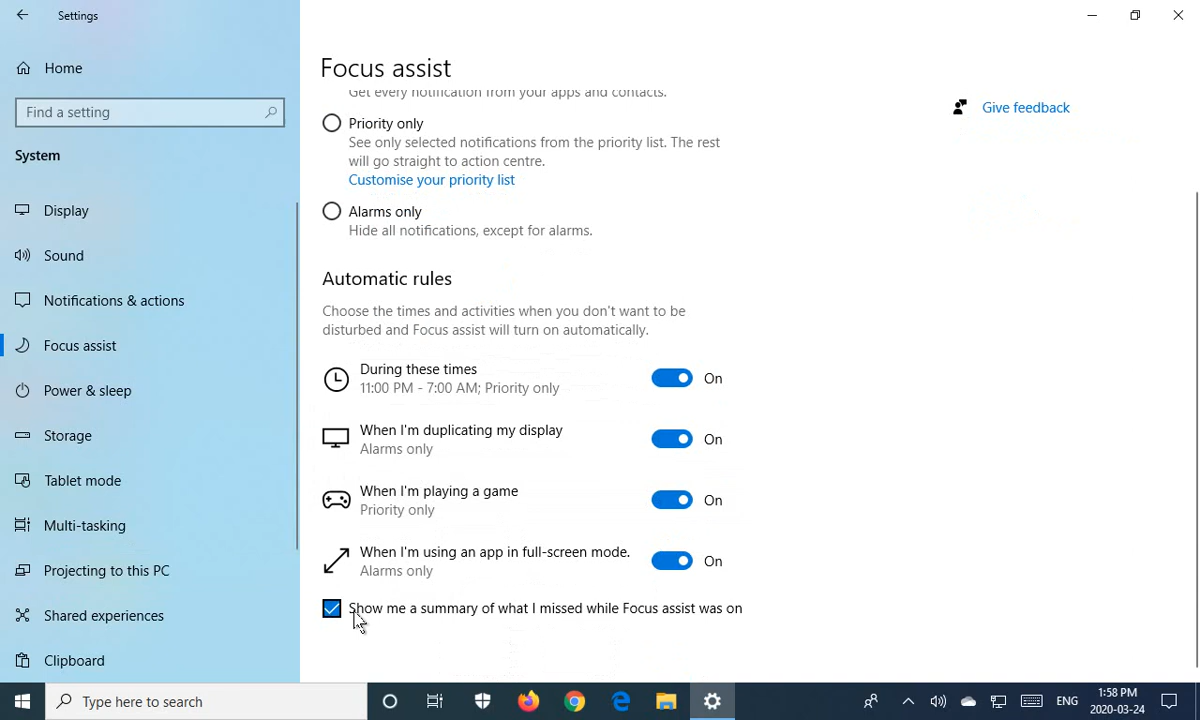 Settings
Home
Find a setting
System
Display
Sound
Notifications & actions
Focus assist
Power & sleep
Storage
Tablet mode
Multi-tasking
Projecting to this PC
Shared experiences
Clipboard
Focus assist
Get every notification from your apps and contacts.
Priority only
See only selected notifications from the priority list. The rest
will go straight to action centre.
Customise your priority list
Alarms only
Hide all notifications, except for alarms.
Automatic rules
Choose the times and activities when you don't want to be
disturbed and Focus assist will turn on automatically.
During these times
11:00 PM - 7:00 AM; Priority only
On
When I'm duplicating my display
Alarms only
On
When I'm playing a game
Priority only
On
When I'm using an app in full-screen mode.
Alarms only
On
Show me a summary of what I missed while Focus assist was on
Give feedback
Type here to search
ENG
1:58 PM
2020-03-24